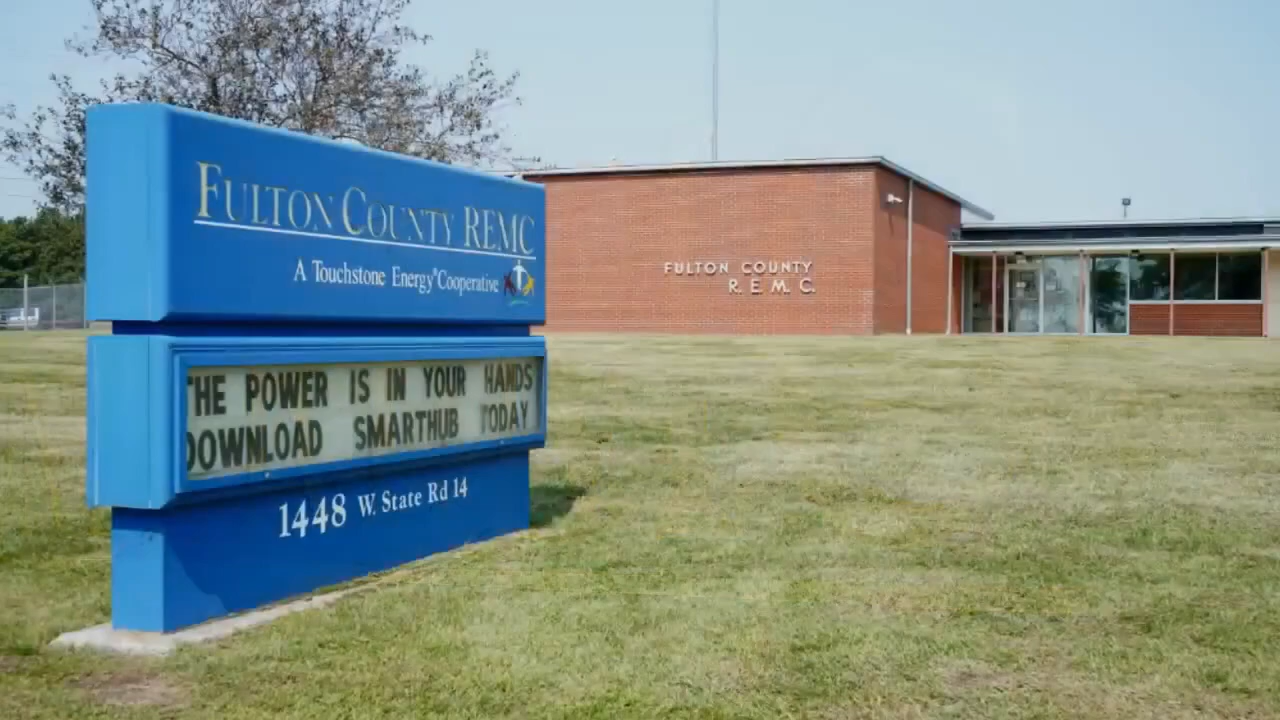 FULTON COUNTY REMC
A Touchstone Energy® Cooperative
THE POWER IS IN YOUR HANDS
DOWNLOAD SMARTHUB TODAY
1448 W. State Rd 14
FULTON COUNTY
R. E. M. C.